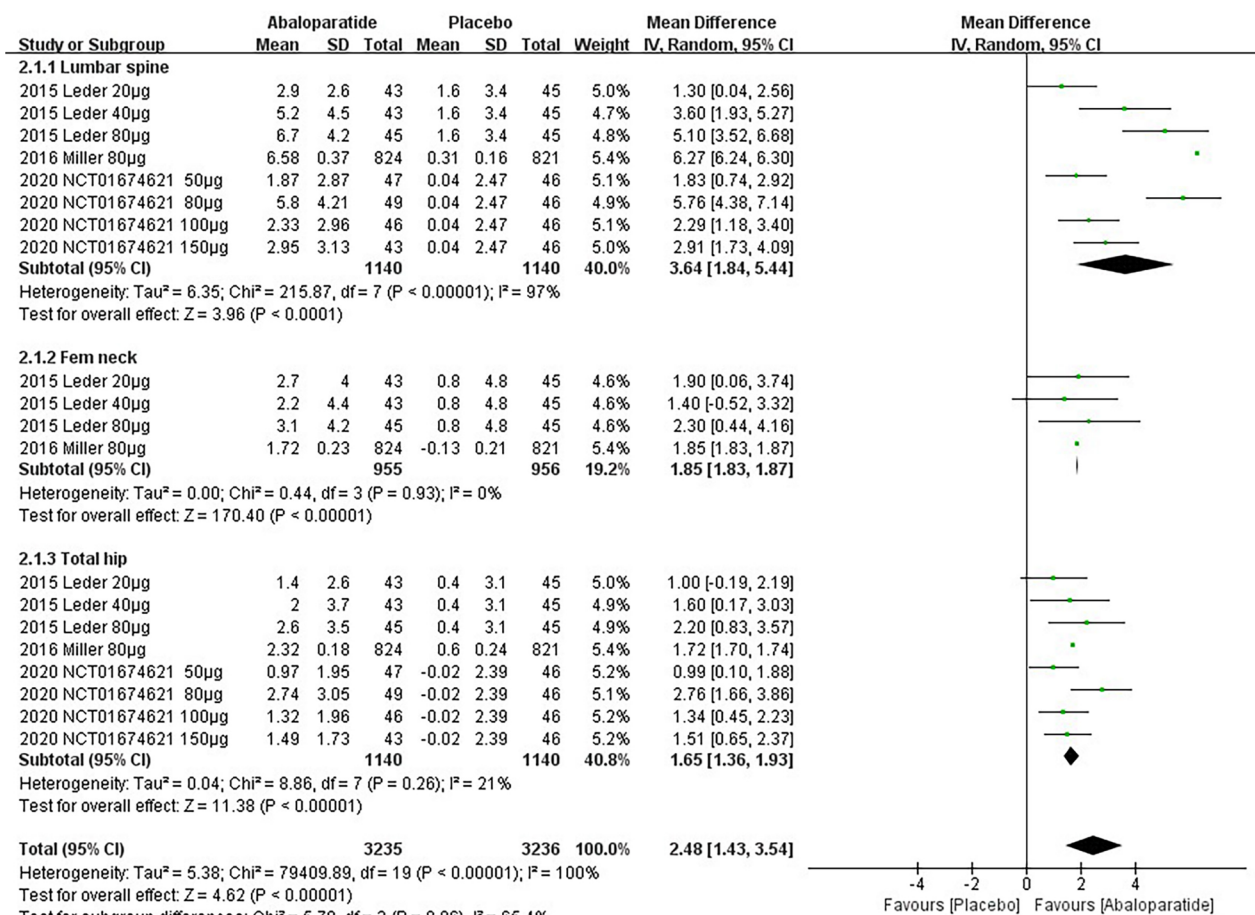 Abaloparatide Placebo Mean Difference Mean Difference
Study or Subgroup Mean SD Total Mean SD Total Weight IV, Random, 95% CI IV, Random, 95% CI
2.1.1 Lumbar spine
2015 Leder 20µg 2.9 2.6 43 1.6 3.4 45 5.0% 1.30 [0.04, 2.56]
2015 Leder 40µg 5.2 4.5 43 1.6 3.4 45 4.7% 3.60 [1.93, 5.27]
2015 Leder 80µg 6.7 4.2 45 1.6 3.4 45 4.8% 5.10 [3.52, 6.68]
2016 Miller 80µg 6.58 0.37 824 0.31 0.16 821 5.4% 6.27 [6.24, 6.30]
2020 NCT01674621 50µg 1.87 2.87 47 0.04 2.47 46 5.1% 1.83 [0.74, 2.92]
2020 NCT01674621 80µg 5.8 4.21 49 0.04 2.47 46 4.9% 5.76 [4.38, 7.14]
2020 NCT01674621 100µg 2.33 2.96 46 0.04 2.47 46 5.1% 2.29 [1.18, 3.40]
2020 NCT01674621 150µg 2.95 3.13 43 0.04 2.47 46 5.0% 2.91 [1.73, 4.09]
Subtotal (95% CI) 1140 1140 40.0% 3.64 [1.84, 5.44]
Heterogeneity: Tau² = 6.35; Chi² = 215.87, df = 7 (P < 0.00001); I² = 97%
Test for overall effect: Z = 3.96 (P < 0.0001)
2.1.2 Fem neck
2015 Leder 20µg 2.7 4 43 0.8 4.8 45 4.6% 1.90 [0.06, 3.74]
2015 Leder 40µg 2.2 4.4 43 0.8 4.8 45 4.6% 1.40 [-0.52, 3.32]
2015 Leder 80µg 3.1 4.2 45 0.8 4.8 45 4.6% 2.30 [0.44, 4.16]
2016 Miller 80µg 1.72 0.23 824 -0.13 0.21 821 5.4% 1.85 [1.83, 1.87]
Subtotal (95% CI) 955 956 19.2% 1.85 [1.83, 1.87]
Heterogeneity: Tau² = 0.00; Chi² = 0.44, df = 3 (P = 0.93); I² = 0%
Test for overall effect: Z = 170.40 (P < 0.00001)
2.1.3 Total hip
2015 Leder 20µg 1.4 2.6 43 0.4 3.1 45 5.0% 1.00 [-0.19, 2.19]
2015 Leder 40µg 2 3.7 43 0.4 3.1 45 4.9% 1.60 [0.17, 3.03]
2015 Leder 80µg 2.6 3.5 45 0.4 3.1 45 4.9% 2.20 [0.83, 3.57]
2016 Miller 80µg 2.32 0.18 824 0.6 0.24 821 5.4% 1.72 [1.70, 1.74]
2020 NCT01674621 50µg 0.97 1.95 47 -0.02 2.39 46 5.2% 0.99 [0.10, 1.88]
2020 NCT01674621 80µg 2.74 3.05 49 -0.02 2.39 46 5.1% 2.76 [1.66, 3.86]
2020 NCT01674621 100µg 1.32 1.96 46 -0.02 2.39 46 5.2% 1.34 [0.45, 2.23]
2020 NCT01674621 150µg 1.49 1.73 43 -0.02 2.39 46 5.2% 1.51 [0.65, 2.37]
Subtotal (95% CI) 1140 1140 40.8% 1.65 [1.36, 1.93]
Heterogeneity: Tau² = 0.04; Chi² = 8.86, df = 7 (P = 0.26); I² = 21%
Test for overall effect: Z = 11.38 (P < 0.00001)
Total (95% CI) 3235 3236 100.0% 2.48 [1.43, 3.54]
Heterogeneity: Tau² = 5.38; Chi² = 79409.89, df = 19 (P < 0.00001); I² = 100%
Test for overall effect: Z = 4.62 (P < 0.00001)
-4 -2 0 2 4
Favours [Placebo] Favours [Abaloparatide]
Test for subgroup differences: Chi²